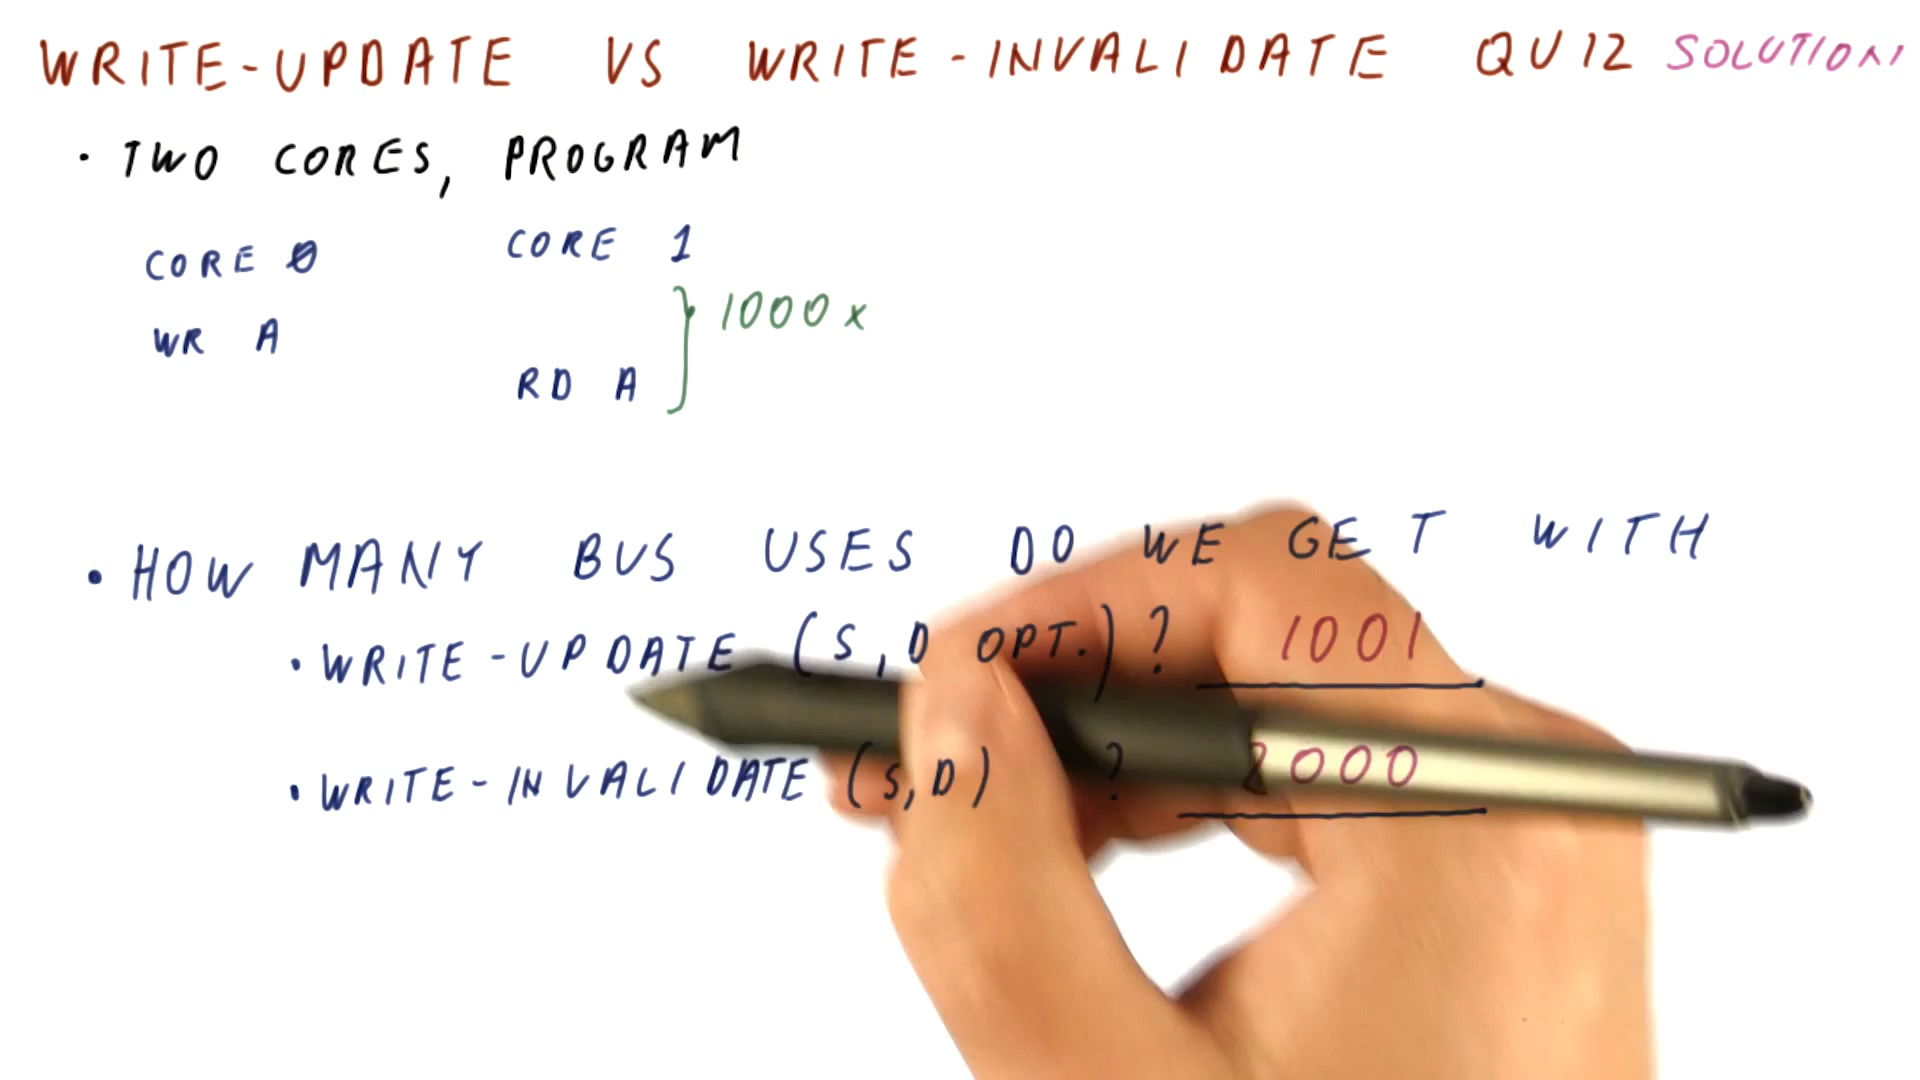 WRITE-UPDATE VS WRITE-INVALIDATE QUIZ SOLUTION
• TWO CORES, PROGRAM
CORE 0 CORE 1
WR A } 1000x
RD A
• HOW MANY BUS USES DO WE GET WITH
• WRITE-UPDATE (S,D OPT.)? 1001
• WRITE-INVALIDATE (S,D) ? 2000